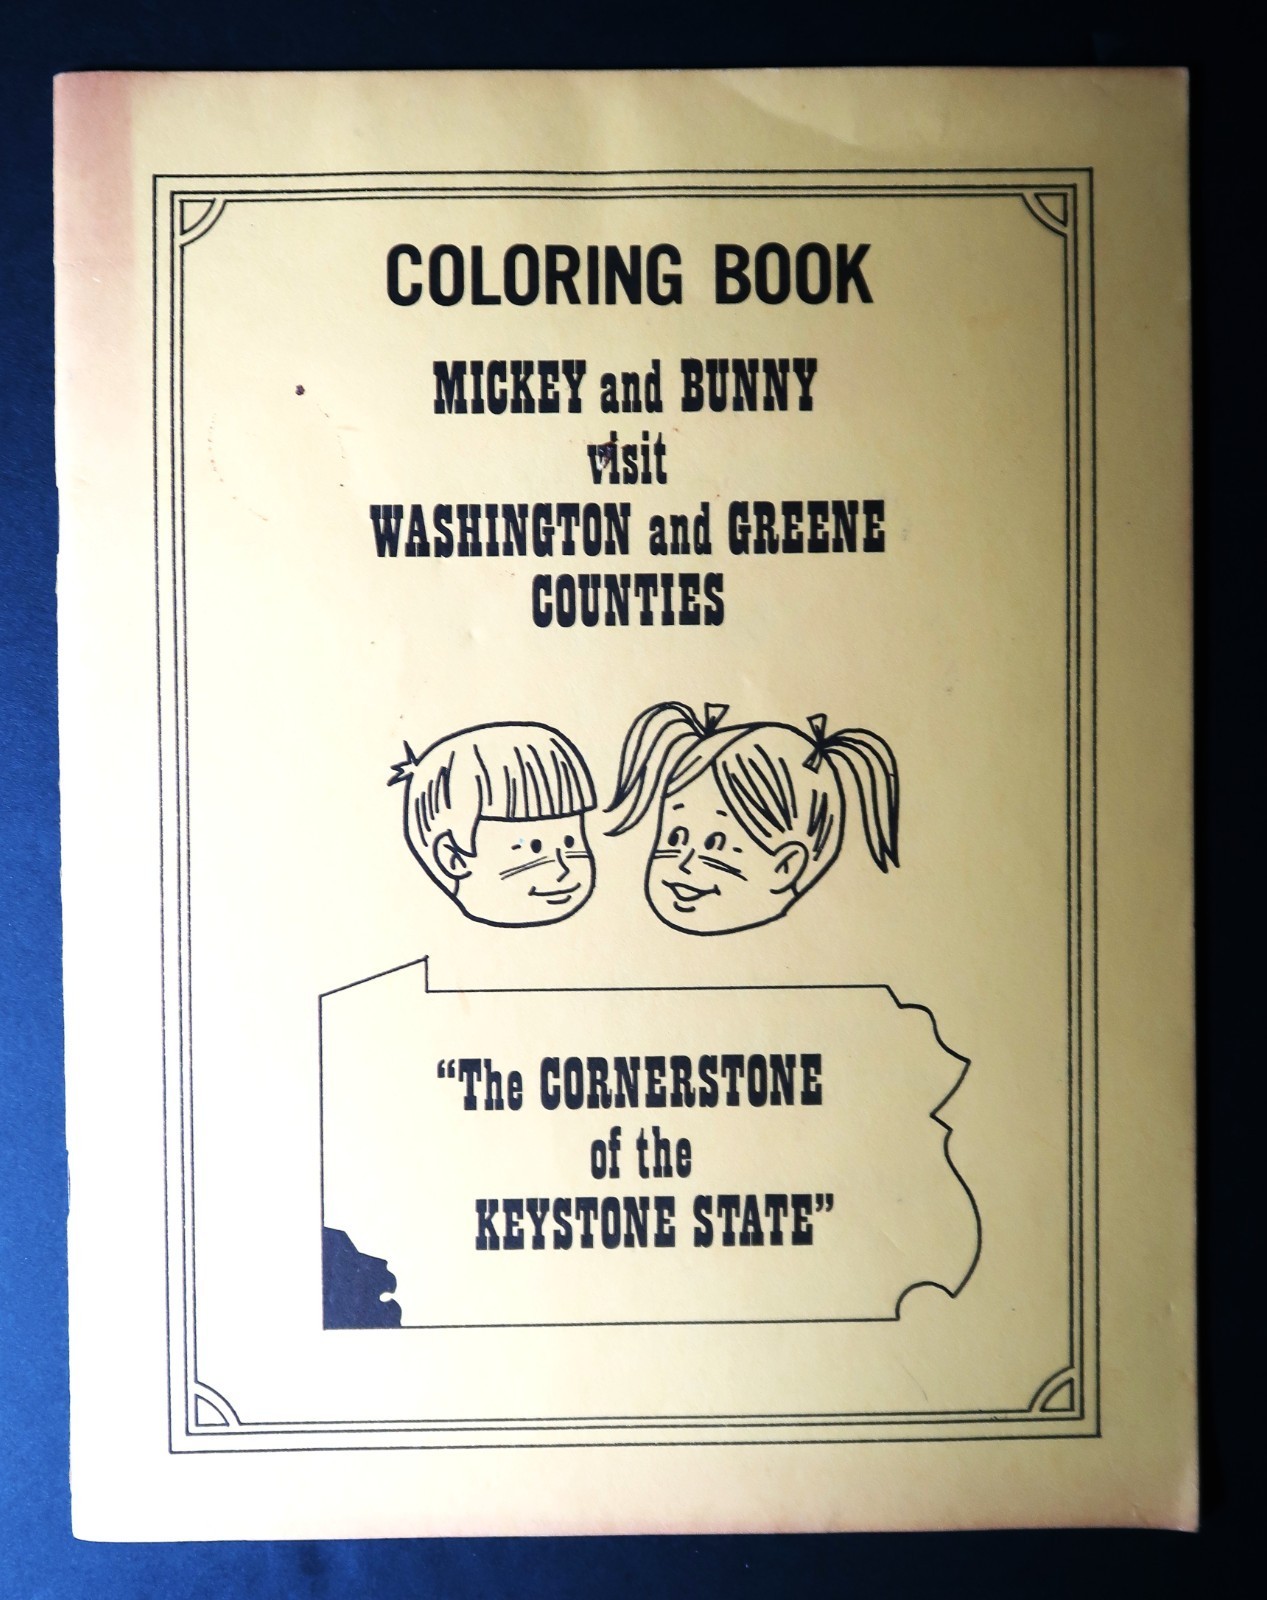 COLORING BOOK
MICKEY and BUNNY
visit
WASHINGTON and GREENE
COUNTIES
“The CORNERSTONE
of the
KEYSTONE STATE”